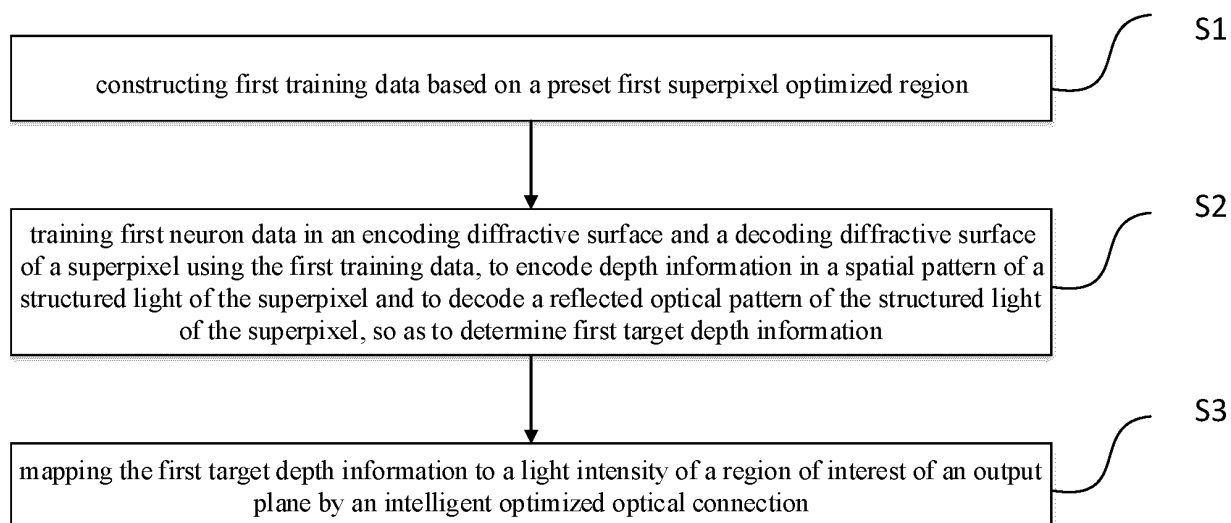 S1
constructing first training data based on a preset first superpixel optimized region
S2
training first neuron data in an encoding diffractive surface and a decoding diffractive surface
of a superpixel using the first training data, to encode depth information in a spatial pattern of a
structured light of the superpixel and to decode a reflected optical pattern of the structured light
of the superpixel, so as to determine first target depth information
S3
mapping the first target depth information to a light intensity of a region of interest of an output
plane by an intelligent optimized optical connection